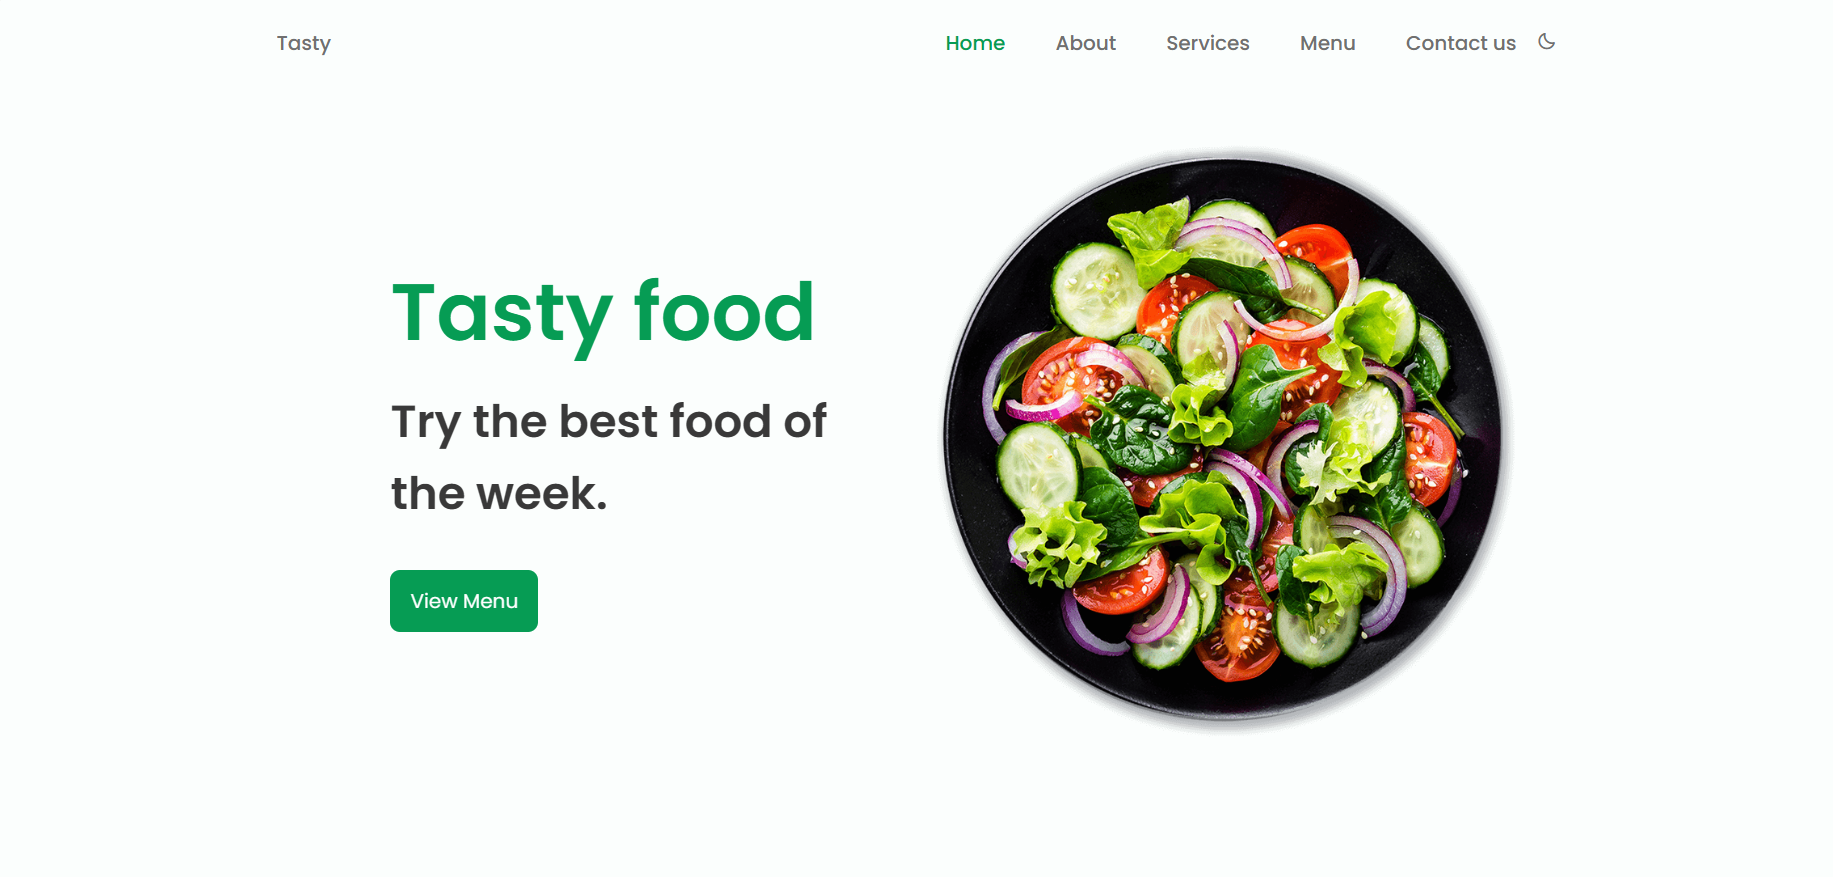 Tasty
Home About Services Menu Contact us
Tasty food
Try the best food of
the week.
View Menu